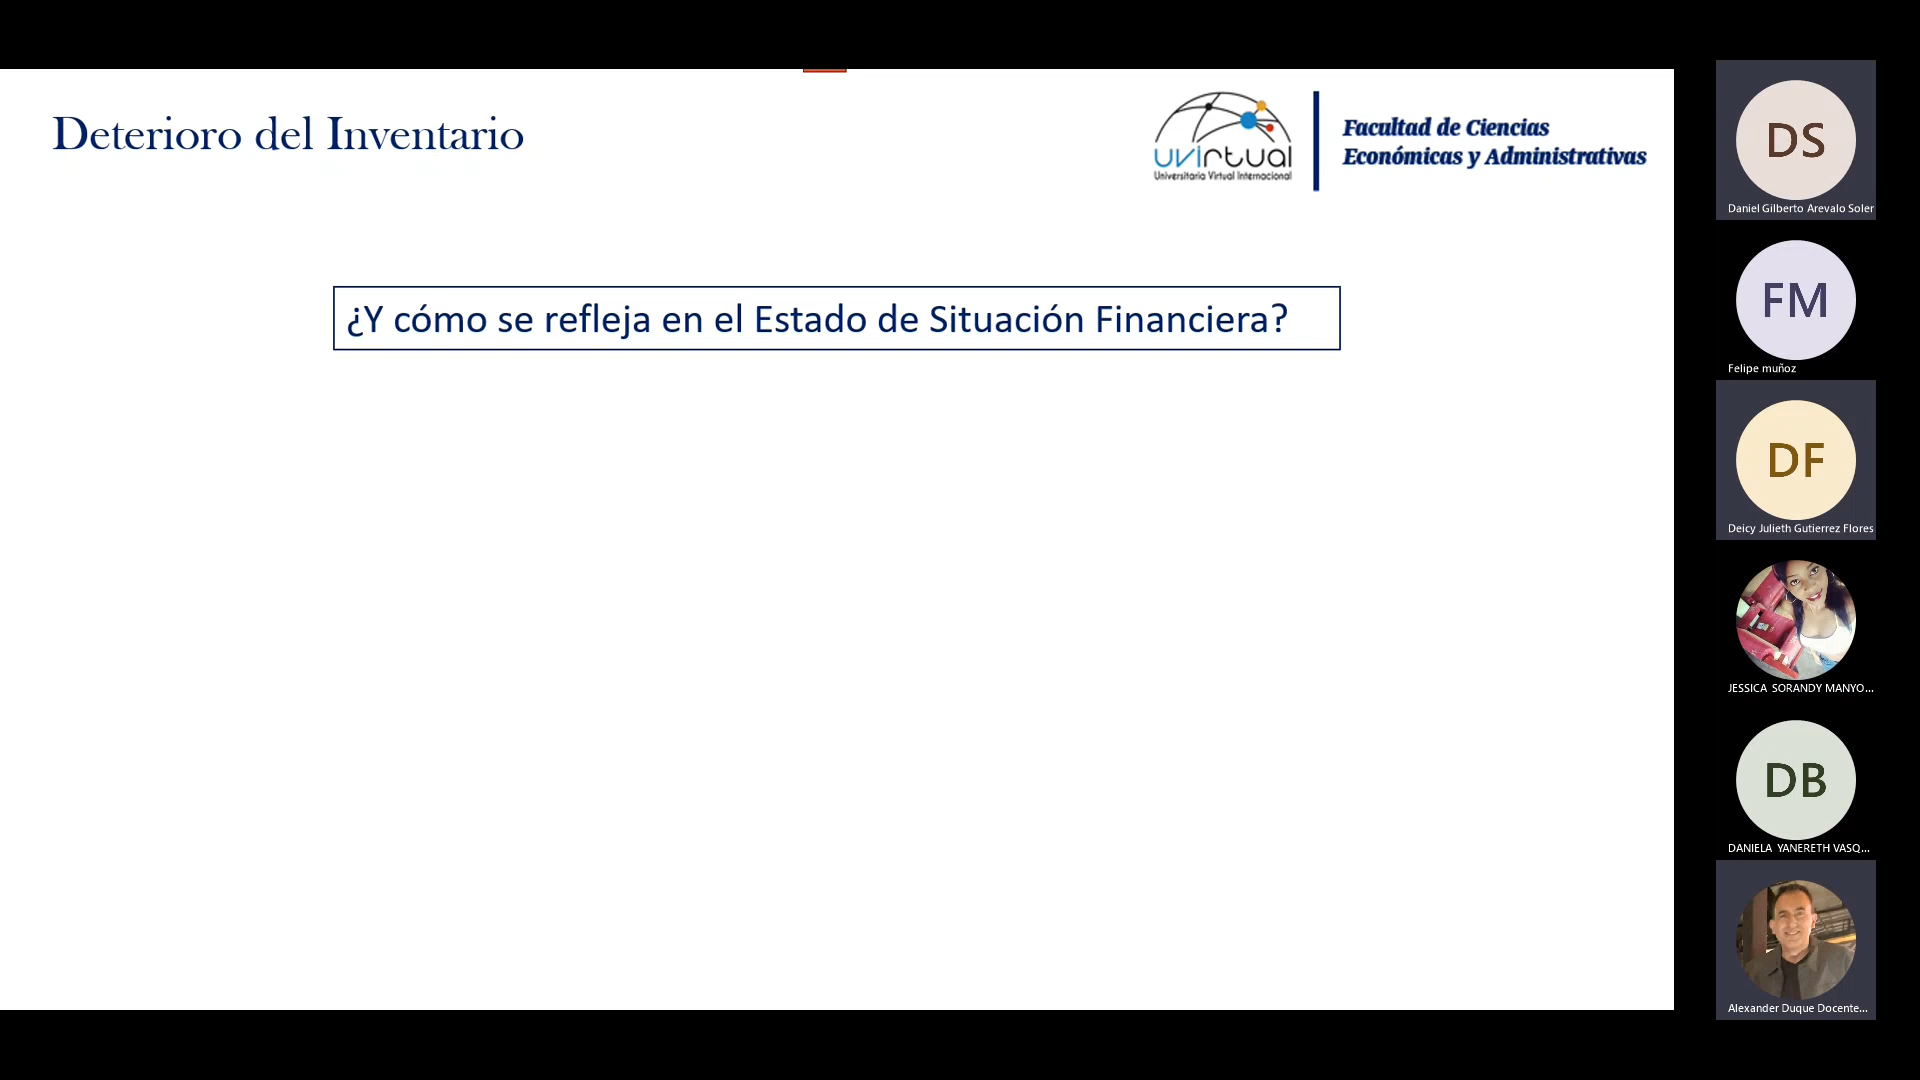 Deterioro del Inventario
uvirtual
Universitaria Virtual Internacional
Facultad de Ciencias
Económicas y Administrativas
¿Y cómo se refleja en el Estado de Situación Financiera?
DS
Daniel Gilberto Arevalo Soler
FM
Felipe muñoz
DF
Deicy Julieth Gutierrez Flores
JESSICA SORANDY MANYO...
DB
DANIELA YANERETH VASQ...
Alexander Duque Docente...